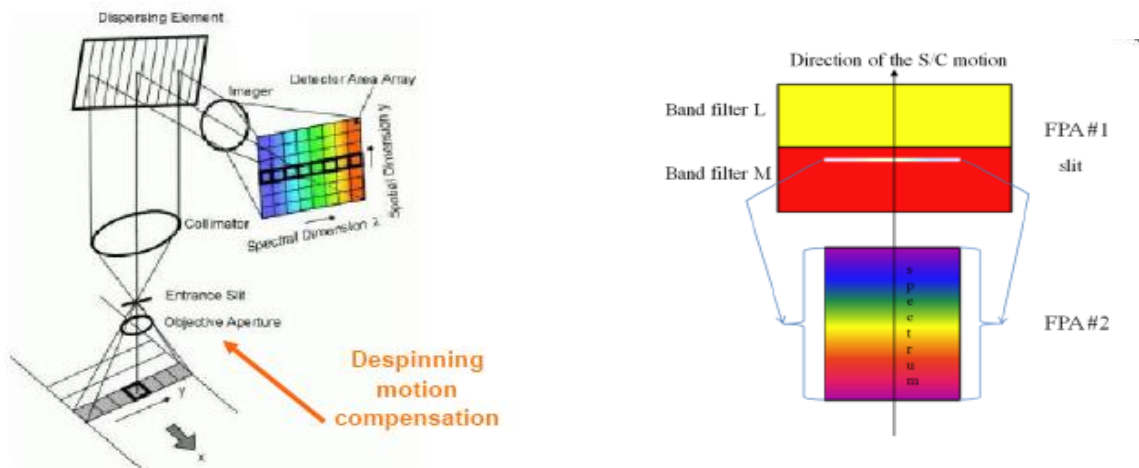 Dispersing Element
Detector Area Array
Imager
Spatial Dimension y
Spectral Dimension λ
Collimator
Entrance Slit
Objective Aperture
y
x
Despinning
motion
compensation
Direction of the S/C motion
Band filter L
FPA#1
slit
Band filter M
spectrum
FPA#2